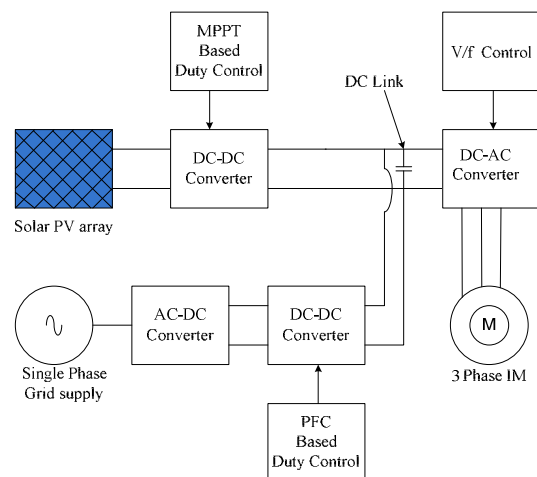 MPPT
Based
Duty Control
V/f Control
DC Link
DC-DC
Converter
DC-AC
Converter
Solar PV array
AC-DC
Converter
DC-DC
Converter
M
Single Phase
Grid supply
3 Phase IM
PFC
Based
Duty Control